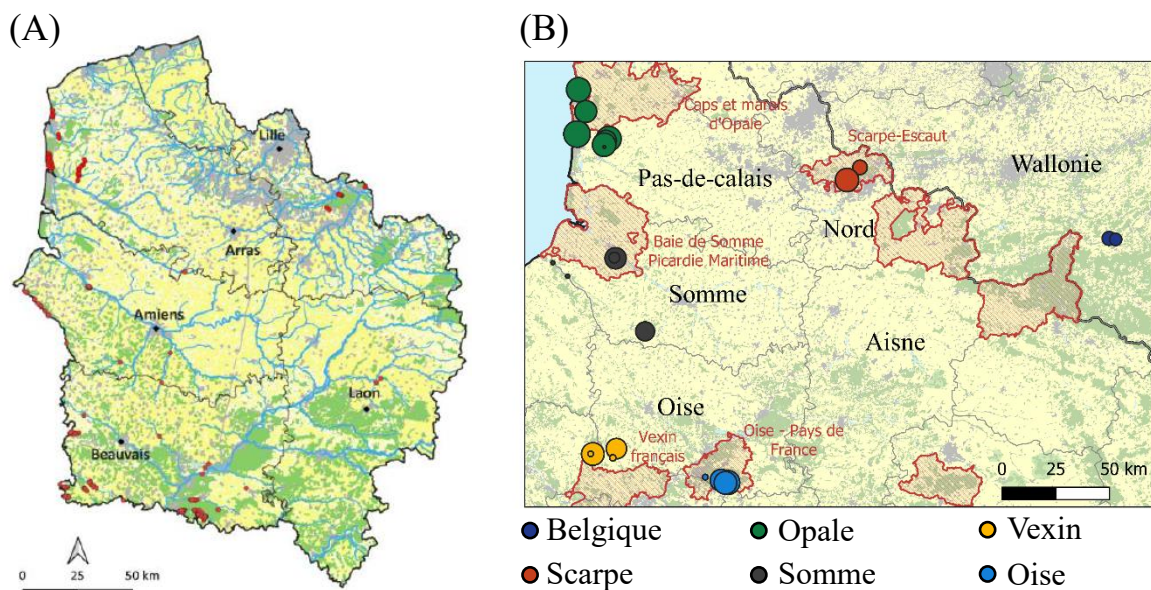 (A)
Lille
Arras
Amiens
Laon
Beauvais
0 25 50 km
(B)
Caps et marais
d'Opale
Scarpe-Escaut
Wallonie
Pas-de-calais
Nord
Baie de Somme
Picardie Maritime
Somme
Aisne
Oise
Vexin
français
Oise - Pays de
France
0 25 50 km
Belgique
Opale
Vexin
Scarpe
Somme
Oise